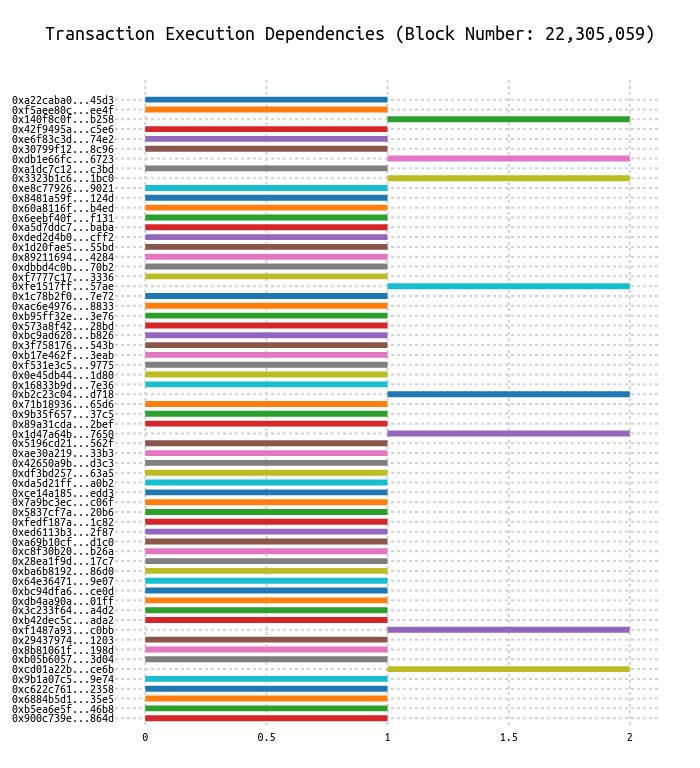 Transaction Execution Dependencies (Block Number: 22,305,059)
0xa22caba0...45d3
0xf5aee80c...ee4f
0x140f8c0f...b258
0x42f9495a...c5e6
0xe6f83c3d...74e2
0x30799f12...8c96
0xdb1e66fc...6723
0xa1dc7c12...c3bd
0x3323b1c6...1bc0
0xe8c77926...9021
0x8481a59f...124d
0x60a8116f...b4ed
0x6eebf40f...f131
0xa5d7ddc7...baba
0xded2d4b0...cff2
0x1d20fae5...55bd
0x89211694...4284
0xdbbd4c0b...70b2
0xf7777c17...3336
0xfe1517ff...57ae
0x1c78b2f0...7e72
0xac6e4976...8833
0xb95ff32e...3e76
0x573a8f42...28bd
0xbc9ad620...b826
0x3f758176...543b
0xb17e462f...3eab
0xf531e3c5...9775
0x0e45db44...1d80
0x16833b9d...7e36
0xb2c23c04...d718
0x71b18936...65d6
0x9b35f657...37c5
0x89a31cda...2bef
0x1d47a64b...7650
0x5196cd21...562f
0xae30a219...33b3
0x42650a9b...d3c3
0xdf3bd257...63a5
0xda5d21ff...a0b2
0xce14a185...edd3
0x7a9bc3ec...c06f
0x5837cf7a...20b6
0xfedf187a...1c82
0xed6113b3...2f87
0xa69b10cf...d1c0
0xc8f30b20...b26a
0x28ea1f9d...17c7
0xba6b8192...86d0
0x64e36471...9e07
0xbc94dfa6...ce0d
0xdb4aa90a...01ff
0x3c233f64...a4d2
0xb42dec5c...ada2
0xf1487a93...c0bb
0x29437974...1203
0x8b81061f...198d
0xb05b6057...3d04
0xcd01a22b...ce6b
0x9b1a07c5...9e74
0xc622c761...2358
0x6884b5d1...35e5
0xb5ea6e5f...46b8
0x900c739e...864d
0 0.5 1 1.5 2